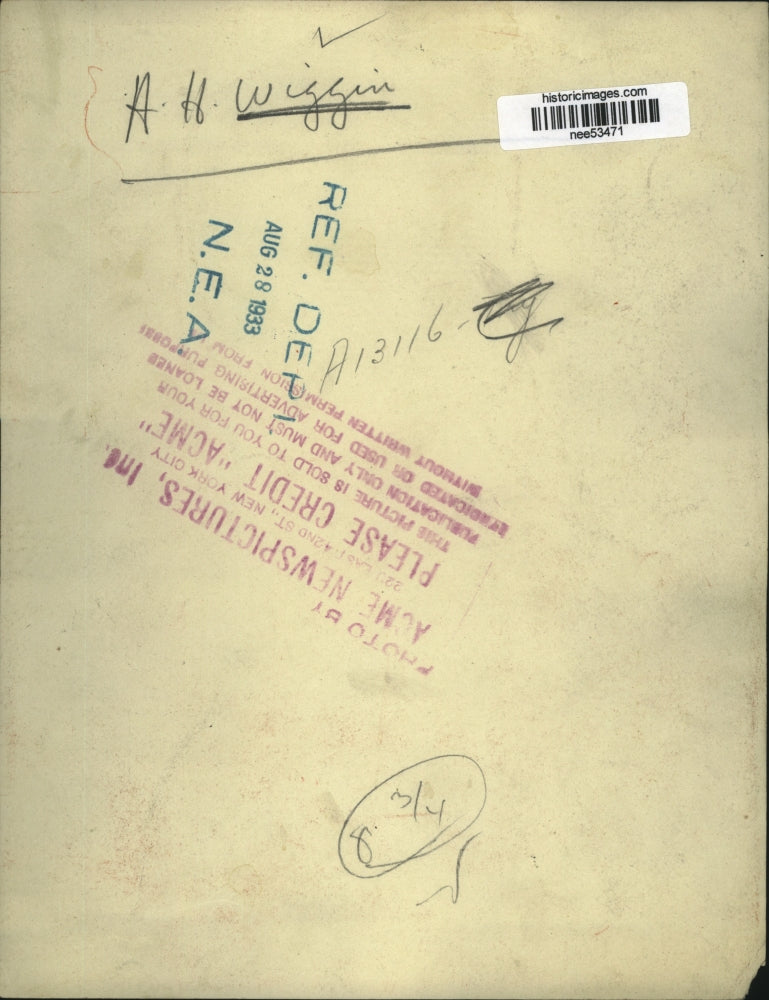 A. H. Wiggin
historicimages.com
nee53471
REF. DEPT.
AUG 28 1933
N.E.A.
A13116-
PHOTO BY
ACME NEWSPICTURES, Inc.
220 EAST 42ND ST., NEW YORK CITY
PLEASE CREDIT "ACME"
THIS PICTURE IS SOLD TO YOU FOR YOUR
PUBLICATION ONLY AND MUST NOT BE LOANED
SYNDICATED OR USED FOR ADVERTISING PURPOSES
WITHOUT WRITTEN PERMISSION FROM
8 3/4